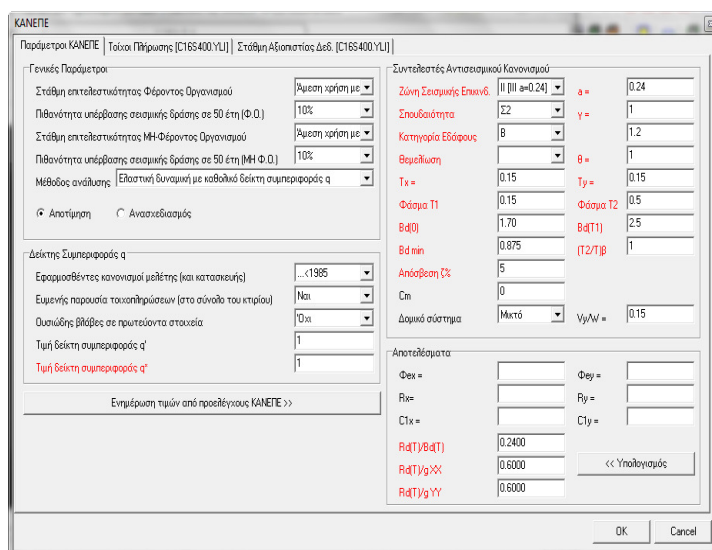 ΚΑΝΕΠΕ
Παράμετροι ΚΑΝΕΠΕ
Τοίχοι Πλήρωσης [C16S400.YLI]
Στάθμη Αξιοπιστίας Δεδ. [C16S400.YLI]
Γενικές Παράμετροι
Στάθμη επιτελεστικότητας Φέροντος Οργανισμού Άμεση χρήση με
Πιθανότητα υπέρβασης σεισμικής δράσης σε 50 έτη (Φ.Ο.) 10%
Στάθμη επιτελεστικότητας ΜΗ-Φέροντος Οργανισμού Άμεση χρήση με
Πιθανότητα υπέρβασης σεισμικής δράσης σε 50 έτη (ΜΗ Φ.Ο.) 10%
Μέθοδος ανάλυσης Ελαστική δυναμική με καθολικό δείκτη συμπεριφοράς q
Αποτίμηση Ανασχεδιασμός
Δείκτης Συμπεριφοράς q
Εφαρμοσθέντες κανονισμοί μελέτης (και κατασκευής) ...<1985
Ευμενής παρουσία τοιχοπληρώσεων (στο σύνολο του κτιρίου) Ναι
Ουσιώδης βλάβες σε πρωτεύοντα στοιχεία Όχι
Τιμή δείκτη συμπεριφοράς q' 1
Τιμή δείκτη συμπεριφοράς q* 1
Ενημέρωση τιμών από προελέγχους ΚΑΝΕΠΕ >>
Συντελεστές Αντισεισμικού Κανονισμού
Ζώνη Σεισμικής Επικινδ. II [III a=0.24] a = 0.24
Σπουδαιότητα Σ2 γ = 1
Κατηγορία Εδάφους Β 1.2
Θεμελίωση θ = 1
Tx = 0.15 Ty = 0.15
Φάσμα T1 0.15 Φάσμα T2 0.5
Bd(0) 1.70 Bd(T1) 2.5
Bd min 0.875 (T2/T)β 1
Απόσβεση ζ% 5
Cm 0
Δομικό σύστημα Μικτό Vy/W = 0.15
Αποτελέσματα
Φex = Φey =
Rx= Ry =
C1x = C1y =
Rd(T)/Bd(T) 0.2400
Rd(T)/g XX 0.6000 << Υπολογισμός
Rd(T)/g YY 0.6000
OK Cancel